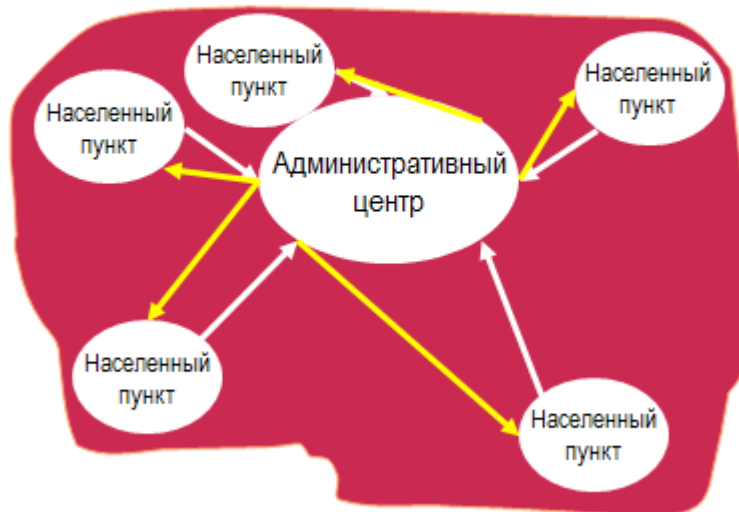 Населенный
пункт
Населенный
пункт
Населенный
пункт
Административный
центр
Населенный
пункт
Населенный
пункт